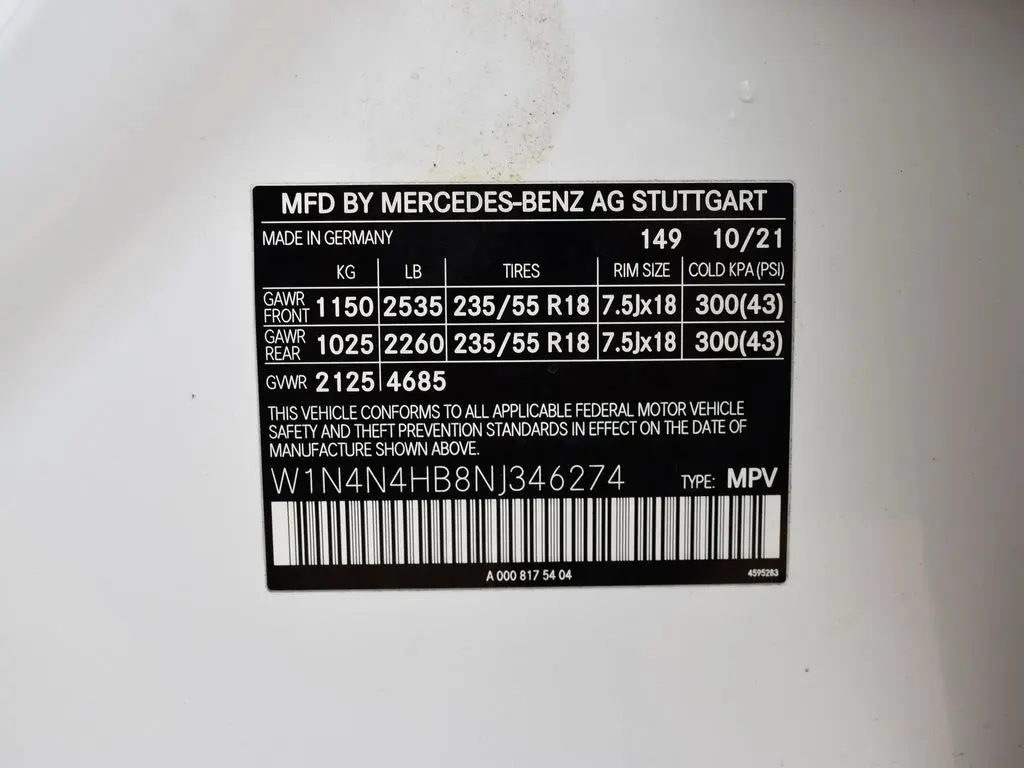 MFD BY MERCEDES-BENZ AG STUTTGART
MADE IN GERMANY 149 10/21
KG LB TIRES RIM SIZE COLD KPA (PSI)
GAWR FRONT 1150 2535 235/55 R18 7.5Jx18 300(43)
GAWR REAR 1025 2260 235/55 R18 7.5Jx18 300(43)
GVWR 2125 4685
THIS VEHICLE CONFORMS TO ALL APPLICABLE FEDERAL MOTOR VEHICLE
SAFETY AND THEFT PREVENTION STANDARDS IN EFFECT ON THE DATE OF
MANUFACTURE SHOWN ABOVE.
W1N4N4HB8NJ346274 TYPE: MPV
A 000 817 54 04 4595283